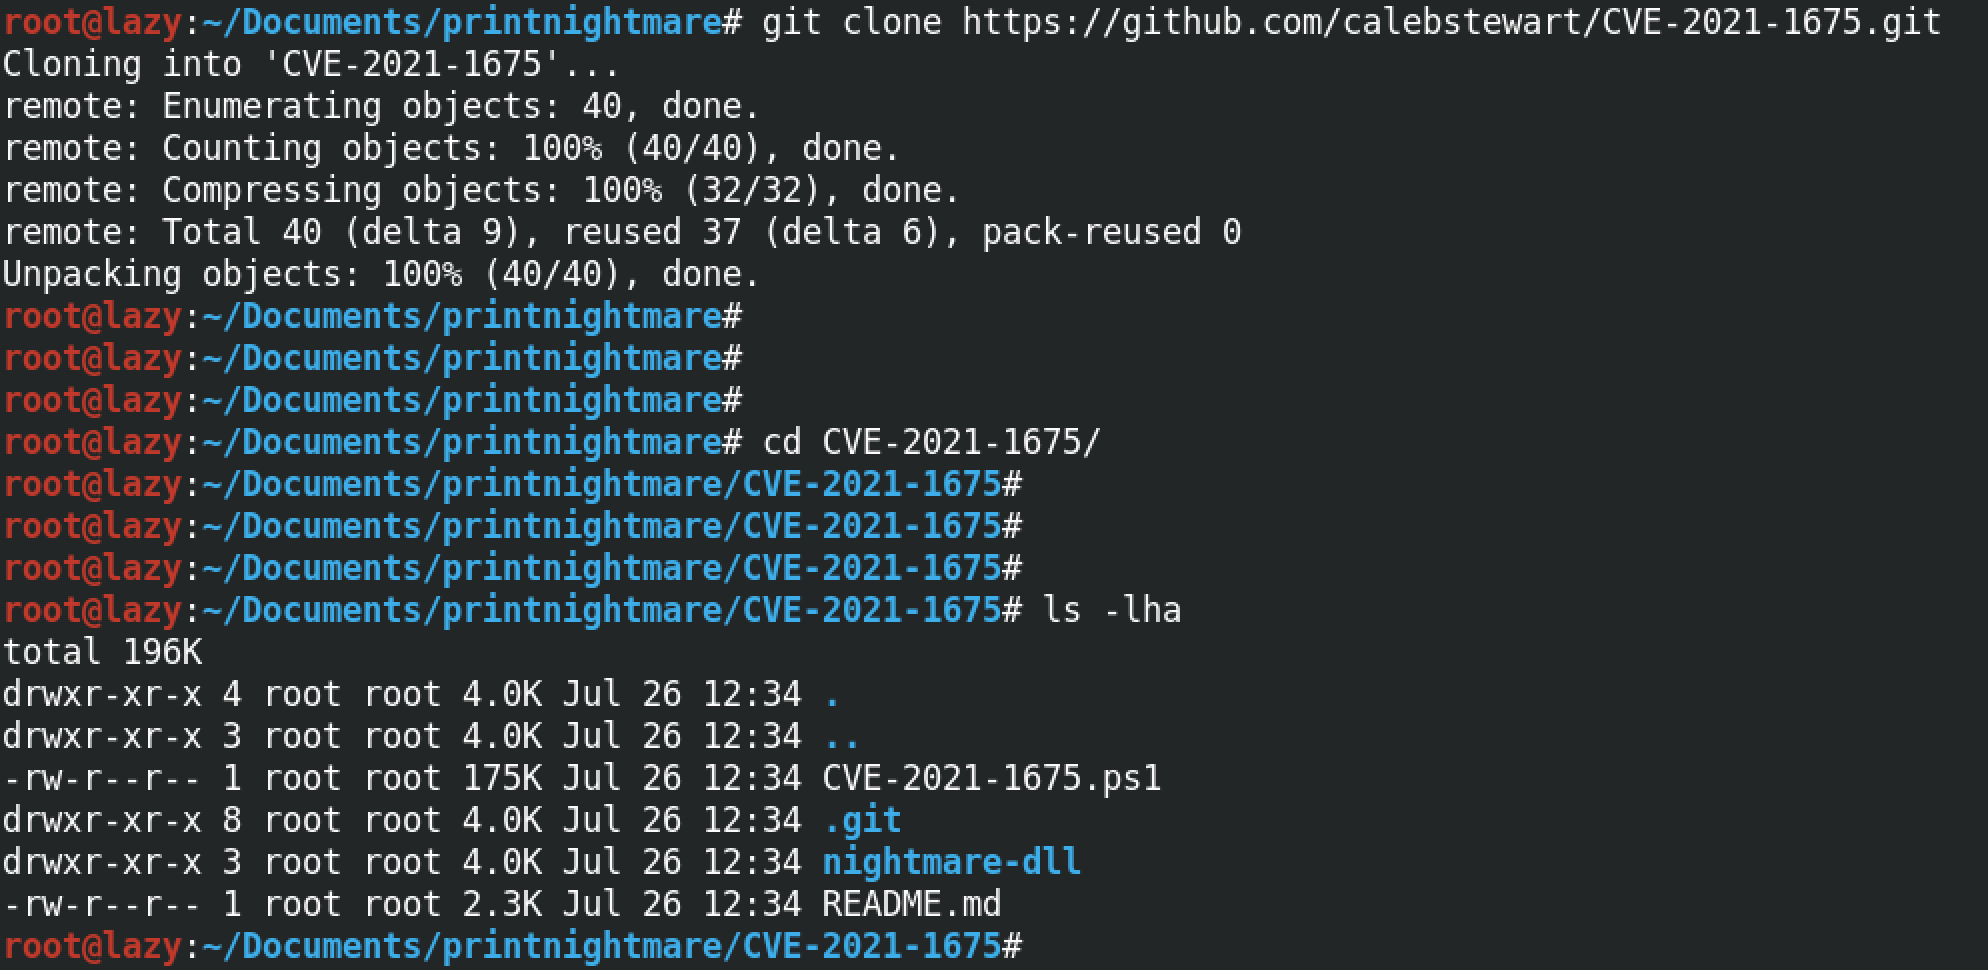 root@lazy:~/Documents/printnightmare# git clone https://github.com/calebstewart/CVE-2021-1675.git
Cloning into 'CVE-2021-1675'...
remote: Enumerating objects: 40, done.
remote: Counting objects: 100% (40/40), done.
remote: Compressing objects: 100% (32/32), done.
remote: Total 40 (delta 9), reused 37 (delta 6), pack-reused 0
Unpacking objects: 100% (40/40), done.
root@lazy:~/Documents/printnightmare#
root@lazy:~/Documents/printnightmare#
root@lazy:~/Documents/printnightmare#
root@lazy:~/Documents/printnightmare# cd CVE-2021-1675/
root@lazy:~/Documents/printnightmare/CVE-2021-1675#
root@lazy:~/Documents/printnightmare/CVE-2021-1675#
root@lazy:~/Documents/printnightmare/CVE-2021-1675#
root@lazy:~/Documents/printnightmare/CVE-2021-1675# ls -lha
total 196K
drwxr-xr-x 4 root root 4.0K Jul 26 12:34 .
drwxr-xr-x 3 root root 4.0K Jul 26 12:34 ..
-rw-r--r-- 1 root root 175K Jul 26 12:34 CVE-2021-1675.ps1
drwxr-xr-x 8 root root 4.0K Jul 26 12:34 .git
drwxr-xr-x 3 root root 4.0K Jul 26 12:34 nightmare-dll
-rw-r--r-- 1 root root 2.3K Jul 26 12:34 README.md
root@lazy:~/Documents/printnightmare/CVE-2021-1675#